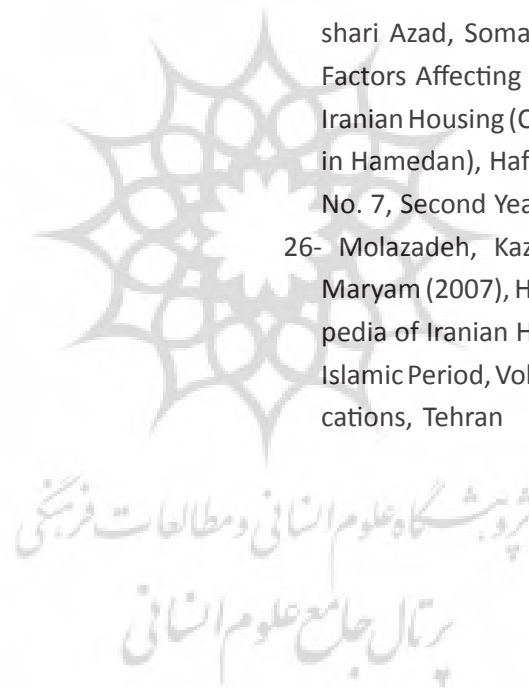 shari Azad, Soma
Factors Affecting
Iranian Housing (C
in Hamedan), Haf
No. 7, Second Yea
26- Molazadeh, Kaz
Maryam (2007), H
pedia of Iranian H
Islamic Period, Vol
cations, Tehran
پژوهشگاه علوم انسانی و مطالعات فرهنگی
پرتال جامع علوم انسانی